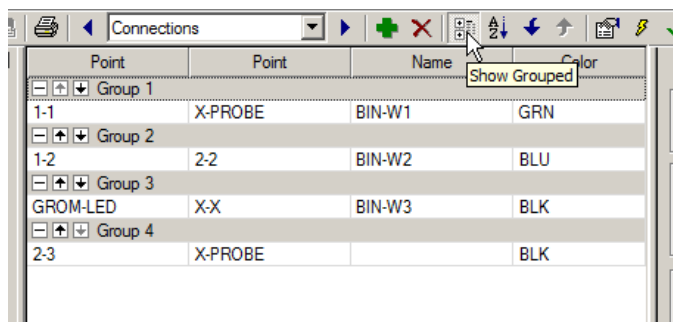 Connections
Point Point Name Color
Show Grouped
Group 1
1-1 X-PROBE BIN-W1 GRN
Group 2
1-2 2-2 BIN-W2 BLU
Group 3
GROM-LED X-X BIN-W3 BLK
Group 4
2-3 X-PROBE BLK